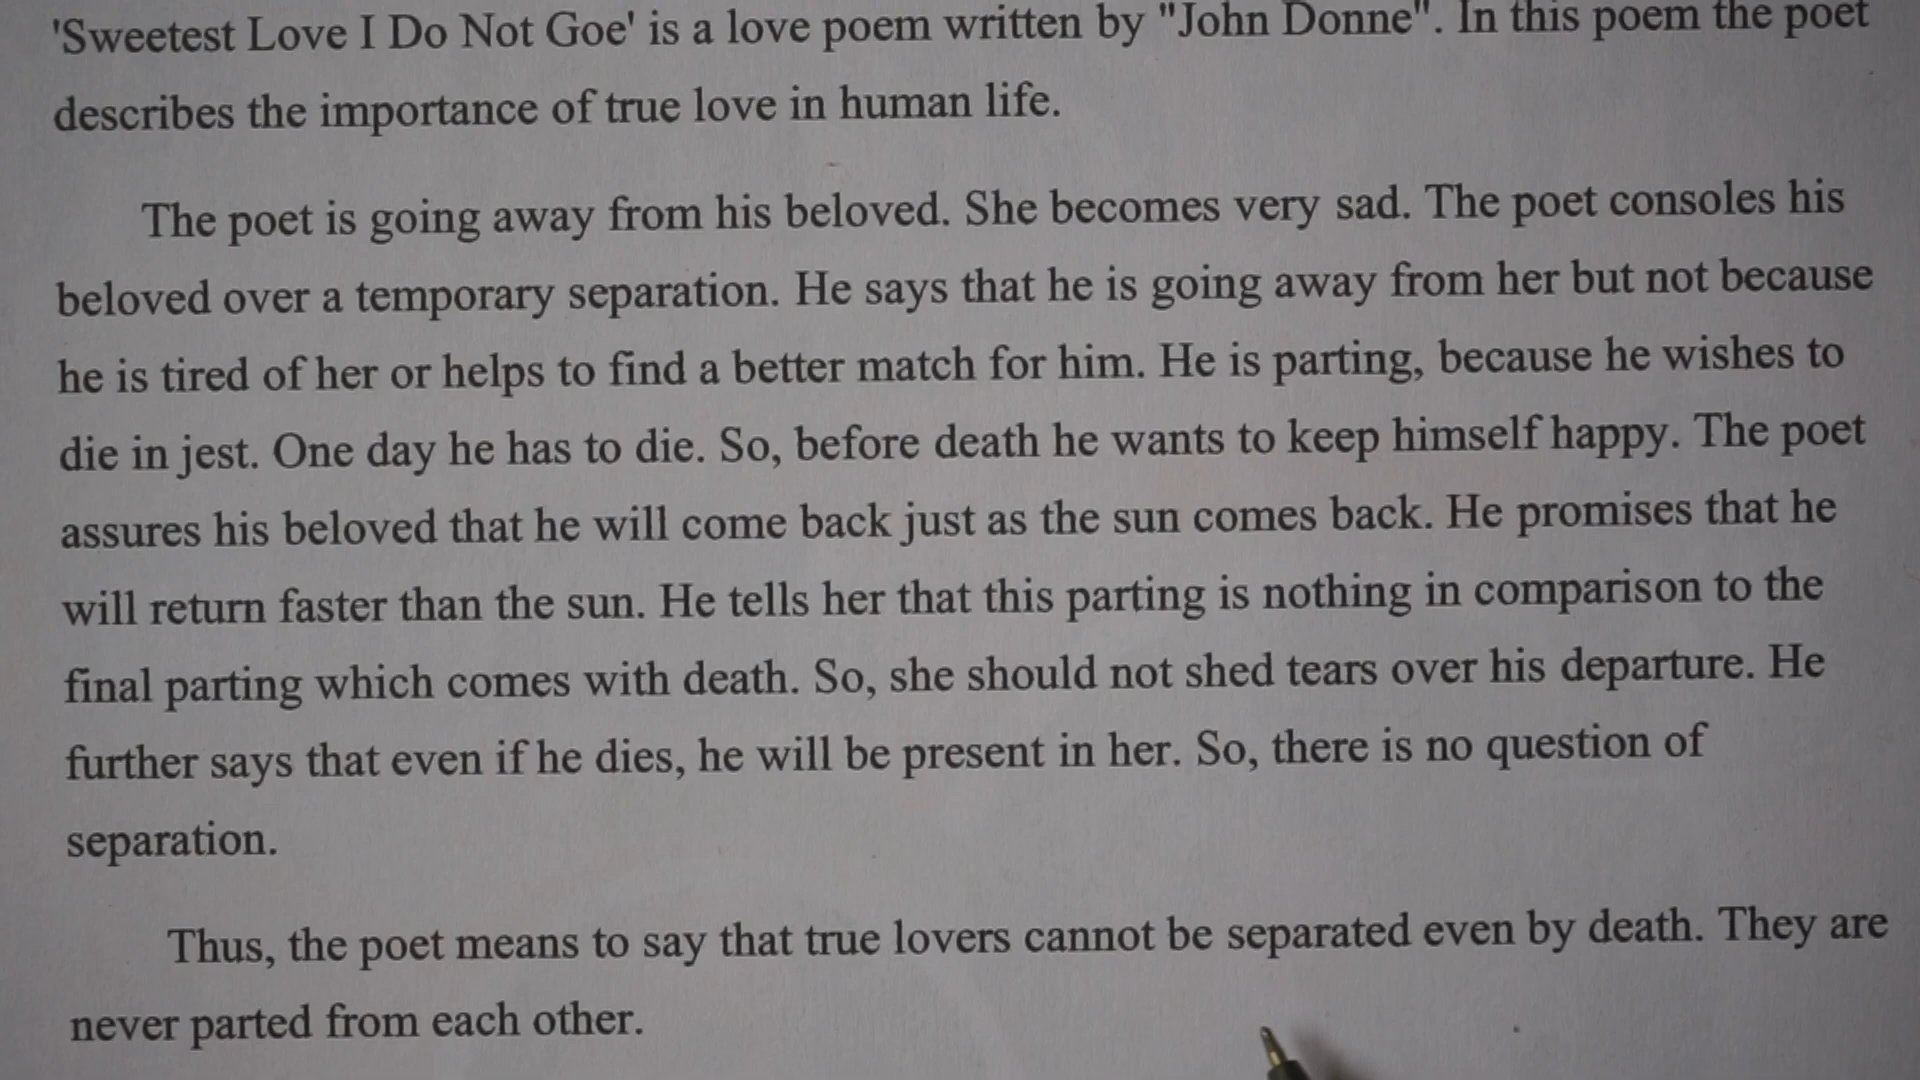 'Sweetest Love I Do Not Goe' is a love poem written by "John Donne". In this poem the poet
describes the importance of true love in human life.
The poet is going away from his beloved. She becomes very sad. The poet consoles his
beloved over a temporary separation. He says that he is going away from her but not because
he is tired of her or helps to find a better match for him. He is parting, because he wishes to
die in jest. One day he has to die. So, before death he wants to keep himself happy. The poet
assures his beloved that he will come back just as the sun comes back. He promises that he
will return faster than the sun. He tells her that this parting is nothing in comparison to the
final parting which comes with death. So, she should not shed tears over his departure. He
further says that even if he dies, he will be present in her. So, there is no question of
separation.
Thus, the poet means to say that true lovers cannot be separated even by death. They are
never parted from each other.